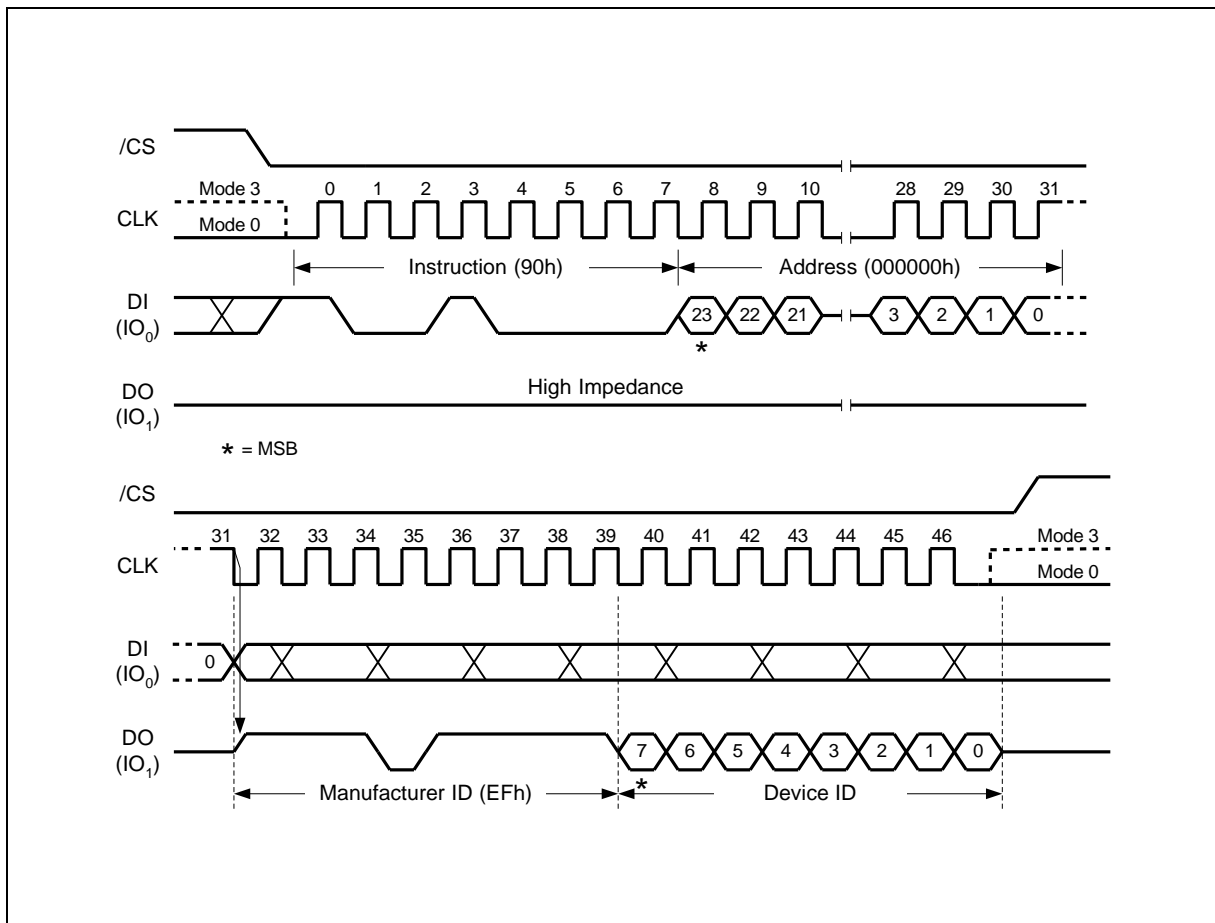 /CS
Mode 3 0 1 2 3 4 5 6 7 8 9 10 28 29 30 31
CLK
Mode 0
Instruction (90h) Address (000000h)
DI
(IO0) 23 22 21 3 2 1 0
*
High Impedance
DO
(IO1)
* = MSB
/CS
31 32 33 34 35 36 37 38 39 40 41 42 43 44 45 46 Mode 3
CLK
Mode 0
DI
(IO0) 0
DO
(IO1) 7 6 5 4 3 2 1 0
*
Manufacturer ID (EFh) Device ID